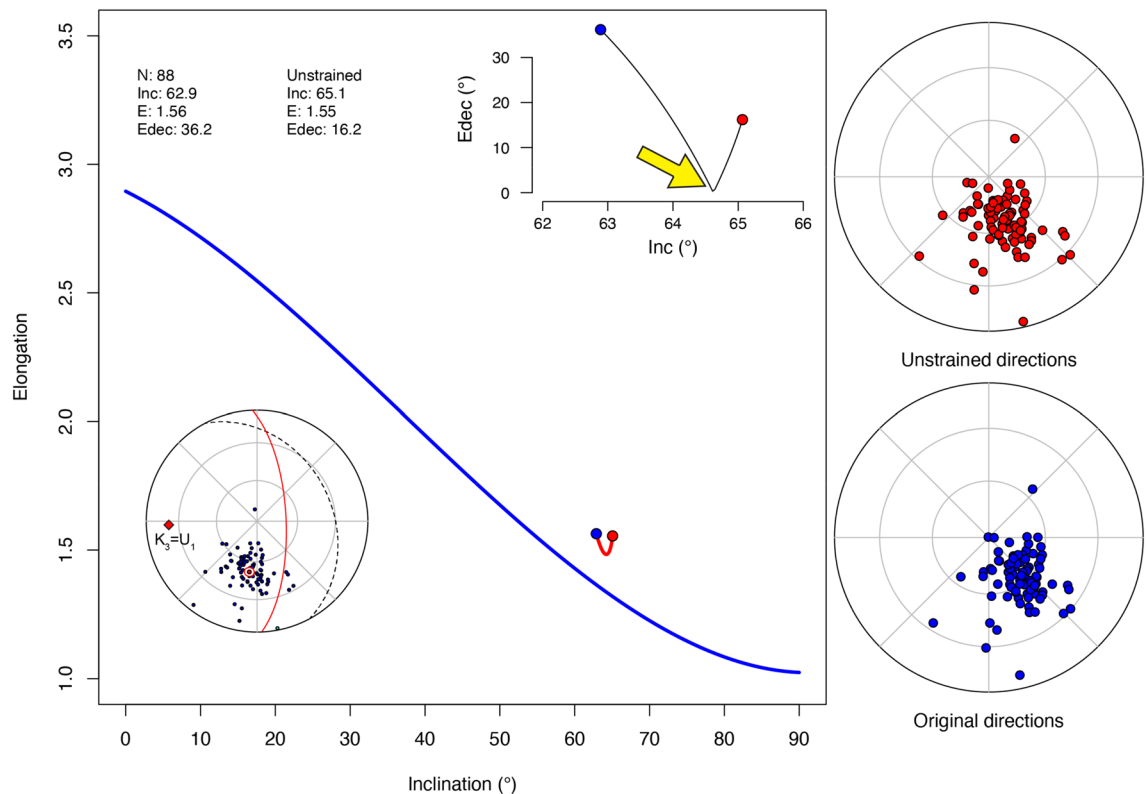 N: 88
Inc: 62.9
E: 1.56
Edec: 36.2
Unstrained
Inc: 65.1
E: 1.55
Edec: 16.2
Edec (°)
30
20
10
0
62
63
64
65
66
Inc (°)
Elongation
3.5
3.0
2.5
2.0
1.5
1.0
K₃=U₁
0
10
20
30
40
50
60
70
80
90
Inclination (°)
Unstrained directions
Original directions